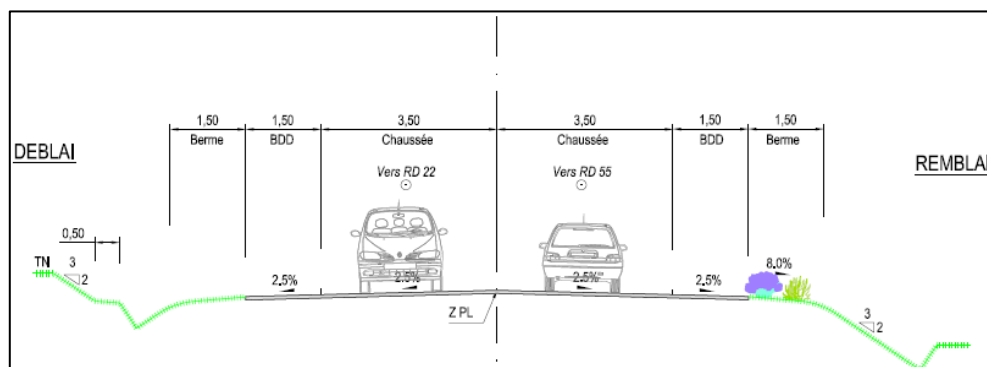 1,50 1,50 3,50 3,50 1,50 1,50
Berme BDD Chaussée Chaussée BDD Berme
DEBLAI
REMBLAI
Vers RD 22 Vers RD 55
0,50
TN 3
2
2.5% 2.5% 2.5% 2.5% 8.0%
Z PL
3
2